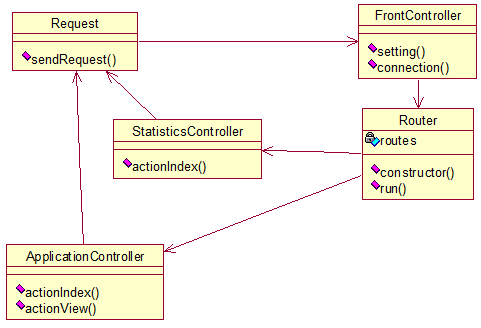 Request
sendRequest()
FrontController
setting()
connection()
StatisticsController
actionIndex()
Router
routes
constructor()
run()
ApplicationController
actionIndex()
actionView()